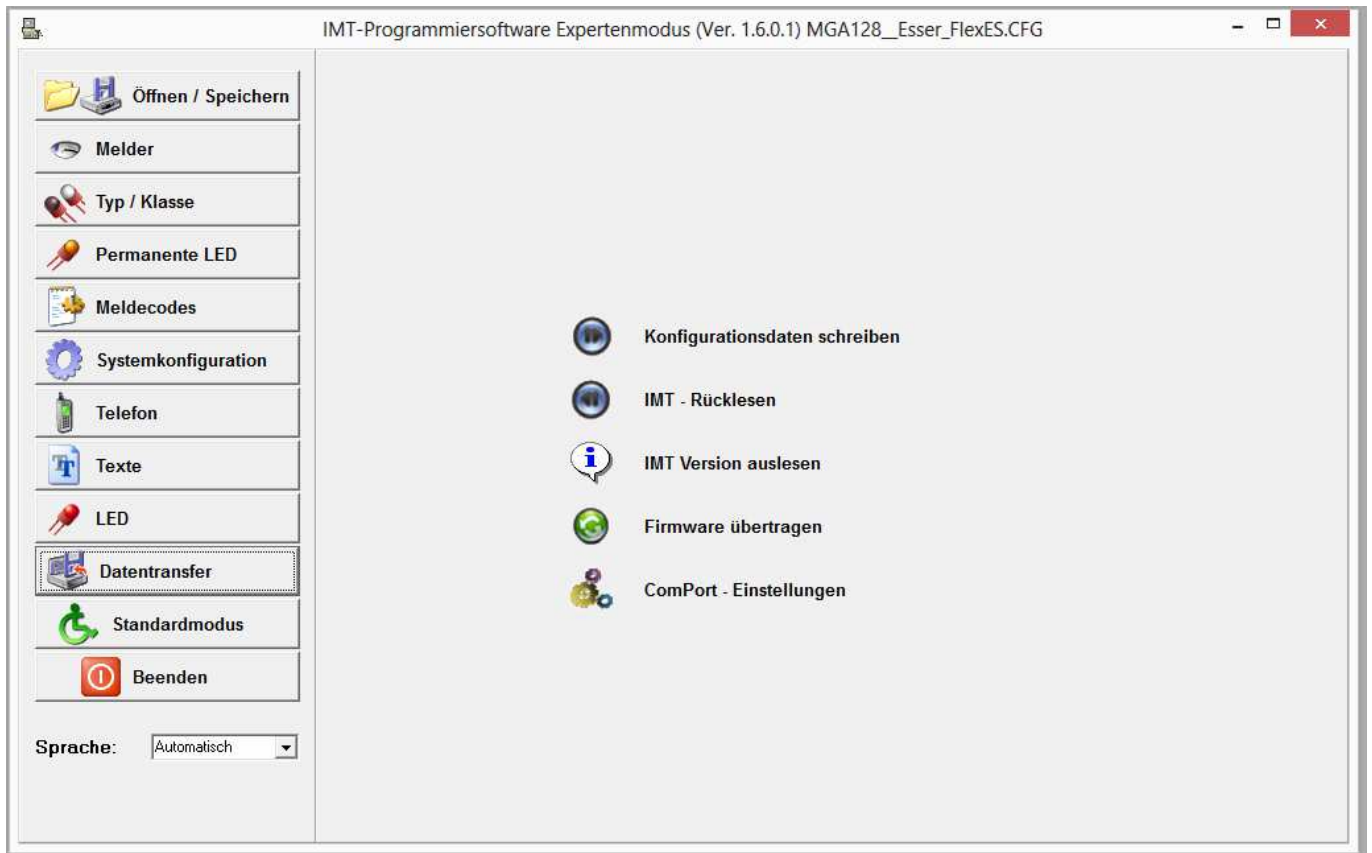 IMT-Programmiersoftware Expertenmodus (Ver. 1.6.0.1) MGA128__Esser_FlexES.CFG
Öffnen / Speichern
Melder
Typ / Klasse
Permanente LED
Meldecodes
Systemkonfiguration
Telefon
Texte
LED
Datentransfer
Standardmodus
Beenden
Sprache: Automatisch
Konfigurationsdaten schreiben
IMT - Rücklesen
IMT Version auslesen
Firmware übertragen
ComPort - Einstellungen